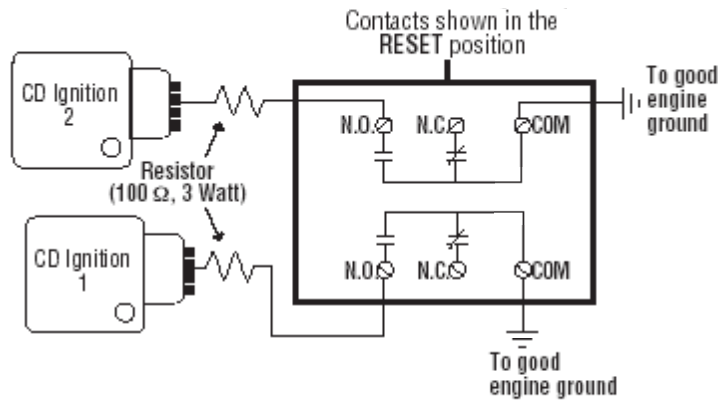 Contacts shown in the
RESET position
CD Ignition
2
To good
engine
ground
N.O.
N.C.
COM
Resistor
(100 Ω, 3 Watt)
CD Ignition
1
N.O.
N.C.
COM
To good
engine ground